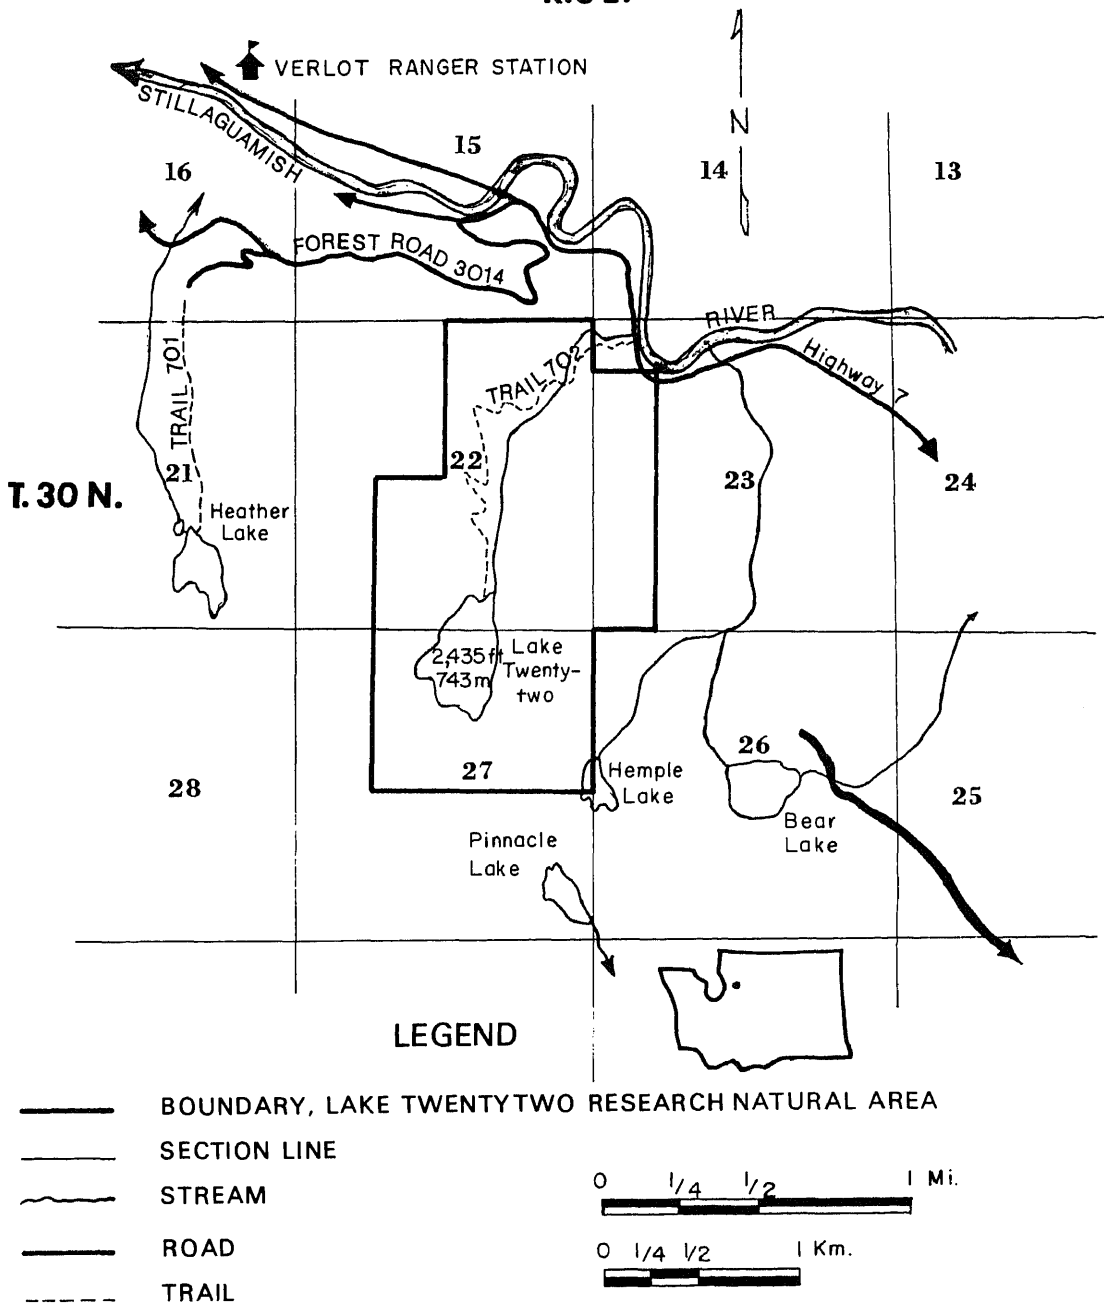 VERLOT RANGER STATION
N
STILLAGUAMISH
15
14
13
16
FOREST ROAD 3014
RIVER
Highway 7
TRAIL 701
TRAIL 702
22
21
23
24
T. 30 N.
Heather
Lake
2,435 ft
743 m
Lake
Twenty-
two
26
27
28
25
Hemple
Lake
Bear
Lake
Pinnacle
Lake
LEGEND
BOUNDARY, LAKE TWENTYTWO RESEARCH NATURAL AREA
SECTION LINE
STREAM
ROAD
TRAIL
0 1/4 1/2 1 Mi.
0 1/4 1/2 1 Km.